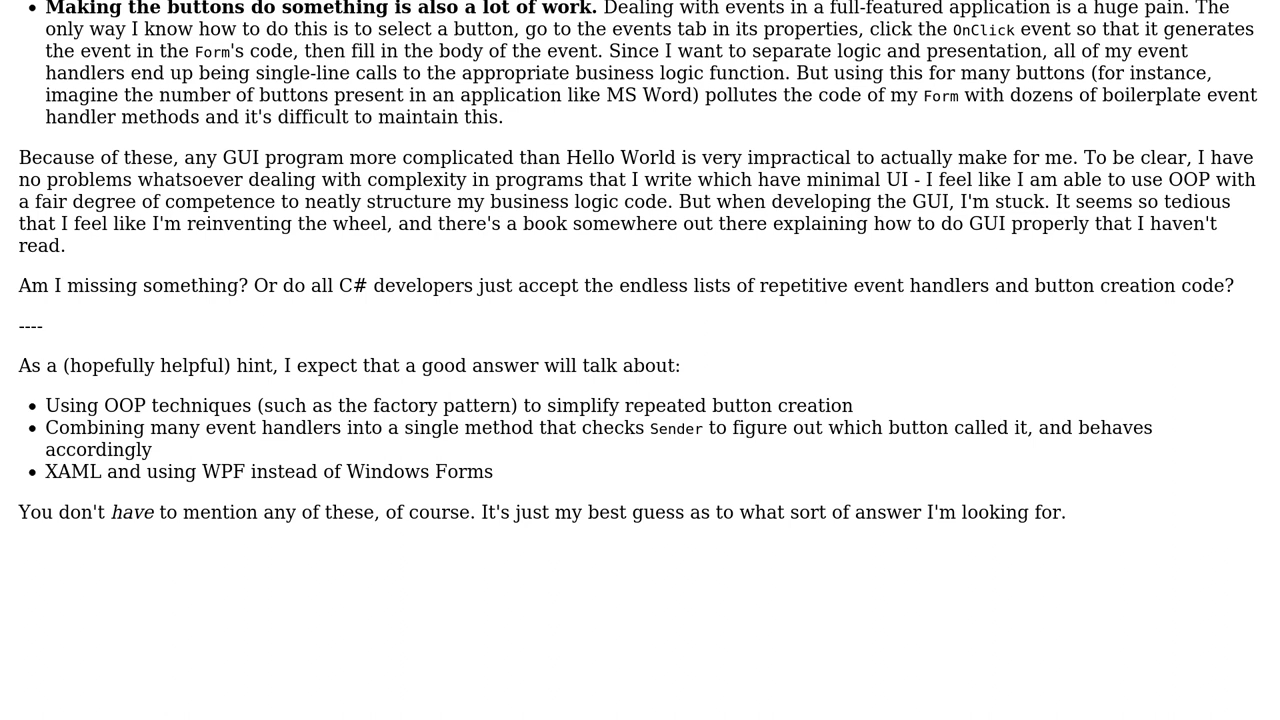 • Making the buttons do something is also a lot of work. Dealing with events in a full-featured application is a huge pain. The
only way I know how to do this is to select a button, go to the events tab in its properties, click the OnClick event so that it generates
the event in the Form's code, then fill in the body of the event. Since I want to separate logic and presentation, all of my event
handlers end up being single-line calls to the appropriate business logic function. But using this for many buttons (for instance,
imagine the number of buttons present in an application like MS Word) pollutes the code of my Form with dozens of boilerplate event
handler methods and it's difficult to maintain this.
Because of these, any GUI program more complicated than Hello World is very impractical to actually make for me. To be clear, I have
no problems whatsoever dealing with complexity in programs that I write which have minimal UI - I feel like I am able to use OOP with
a fair degree of competence to neatly structure my business logic code. But when developing the GUI, I'm stuck. It seems so tedious
that I feel like I'm reinventing the wheel, and there's a book somewhere out there explaining how to do GUI properly that I haven't
read.
Am I missing something? Or do all C# developers just accept the endless lists of repetitive event handlers and button creation code?
----
As a (hopefully helpful) hint, I expect that a good answer will talk about:
• Using OOP techniques (such as the factory pattern) to simplify repeated button creation
• Combining many event handlers into a single method that checks Sender to figure out which button called it, and behaves
accordingly
• XAML and using WPF instead of Windows Forms
You don't have to mention any of these, of course. It's just my best guess as to what sort of answer I'm looking for.